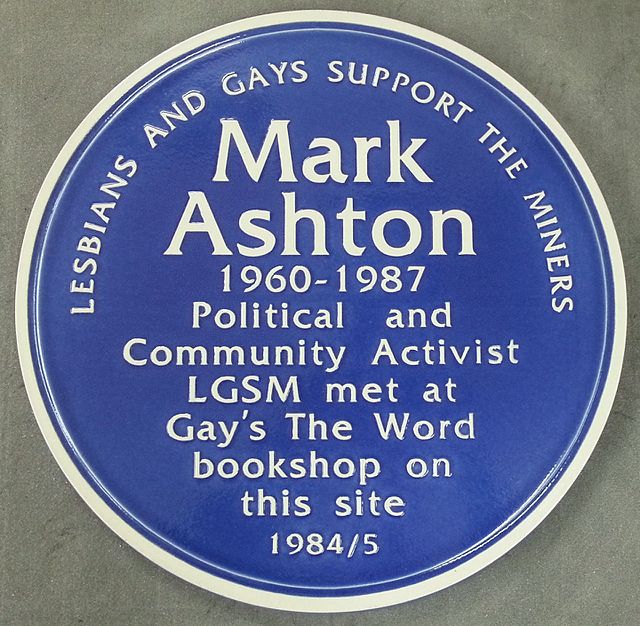 LESBIANS AND GAYS SUPPORT THE MINERS
Mark
Ashton
1960-1987
Political and
Community Activist
LGSM met at
Gay's The Word
bookshop on
this site
1984/5